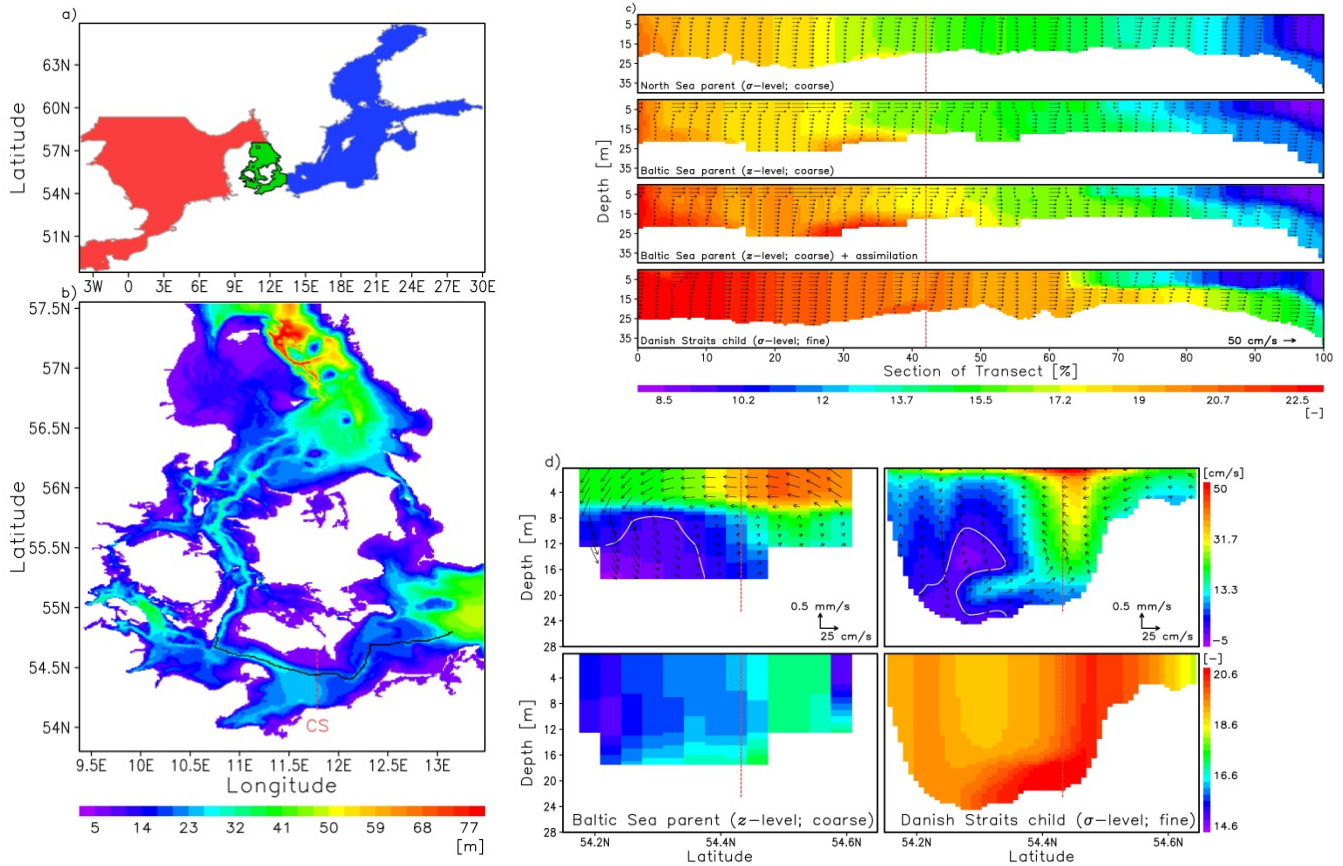 a)
63N
60N
57N
54N
51N
Latitude
3W 0 3E 6E 9E 12E 15E 18E 21E 24E 27E 30E
b)
57.5N
57N
56.5N
56N
55.5N
55N
54.5N
54N
Latitude
CS
9.5E 10E 10.5E 11E 11.5E 12E 12.5E 13E
Longitude
5 14 23 32 41 50 59 68 77
[m]
c)
5
15
25
35
North Sea parent (σ-level; coarse)
5
15
25
35
Baltic Sea parent (z-level; coarse)
5
15
25
35
Baltic Sea parent (z-level; coarse) + assimilation
5
15
25
35
Danish Straits child (σ-level; fine)
50 cm/s
Depth [m]
0 10 20 30 40 50 60 70 80 90 100
Section of Transect [%]
8.5 10.2 12 13.7 15.5 17.2 19 20.7 22.5
[-]
d)
4
8
12
16
20
24
28
Depth [m]
0.5 mm/s
25 cm/s
0.5 mm/s
25 cm/s
[cm/s]
50
31.7
13.3
-5
4
8
12
16
20
24
28
Depth [m]
Baltic Sea parent (z-level; coarse)
Danish Straits child (σ-level; fine)
[-]
20.6
18.6
16.6
14.6
54.2N 54.4N 54.6N
Latitude
54.2N 54.4N 54.6N
Latitude